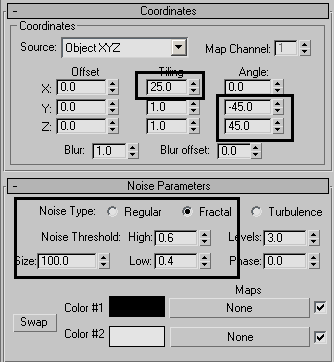 - Coordinates
Coordinates
Source: Object XYZ Map Channel: 1
Offset Tiling Angle:
X: 0.0 25.0 0.0
Y: 0.0 1.0 -45.0
Z: 0.0 1.0 45.0
Blur: 1.0 Blur offset: 0.0
- Noise Parameters
Noise Type: Regular Fractal Turbulence
Noise Threshold: High: 0.6 Levels: 3.0
Size: 100.0 Low: 0.4 Phase: 0.0
Maps
Color #1 None
Swap
Color #2 None